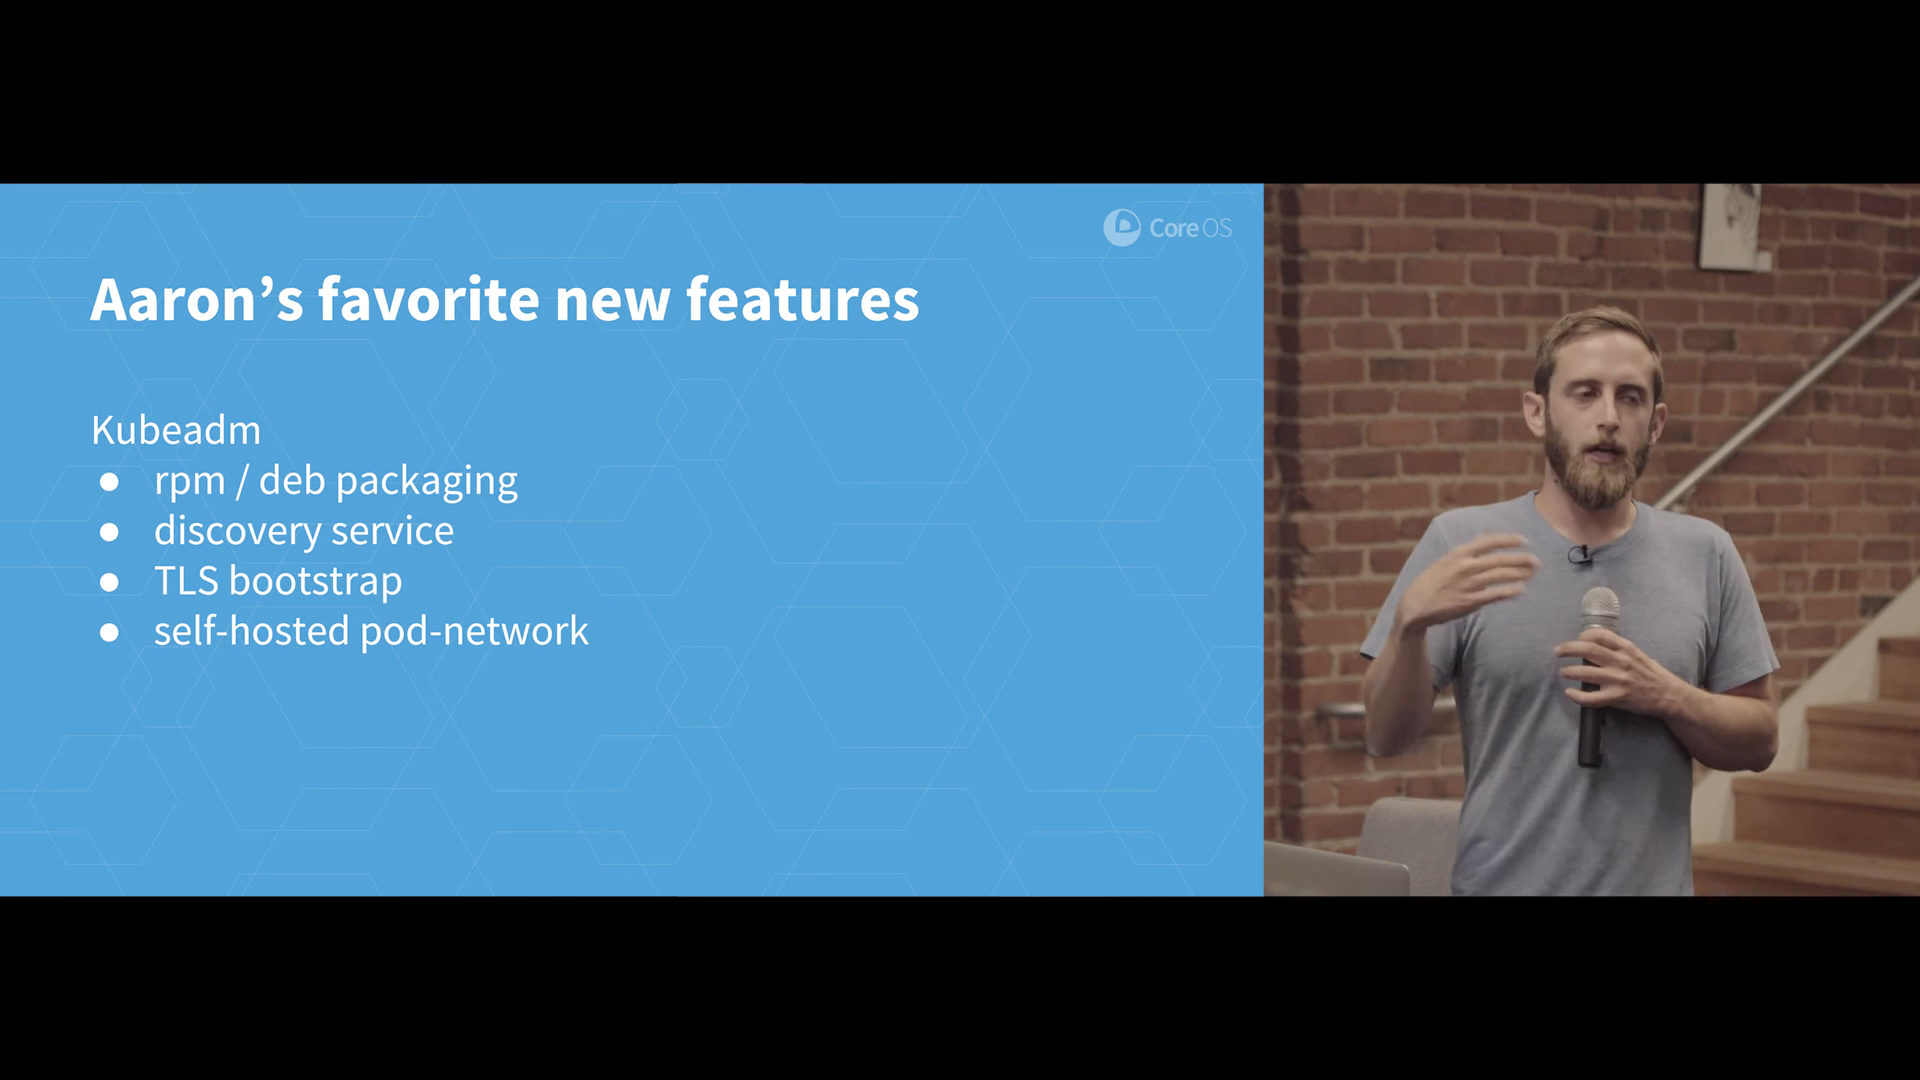 CoreOS
Aaron’s favorite new features
Kubeadm
● rpm / deb packaging
● discovery service
● TLS bootstrap
● self-hosted pod-network